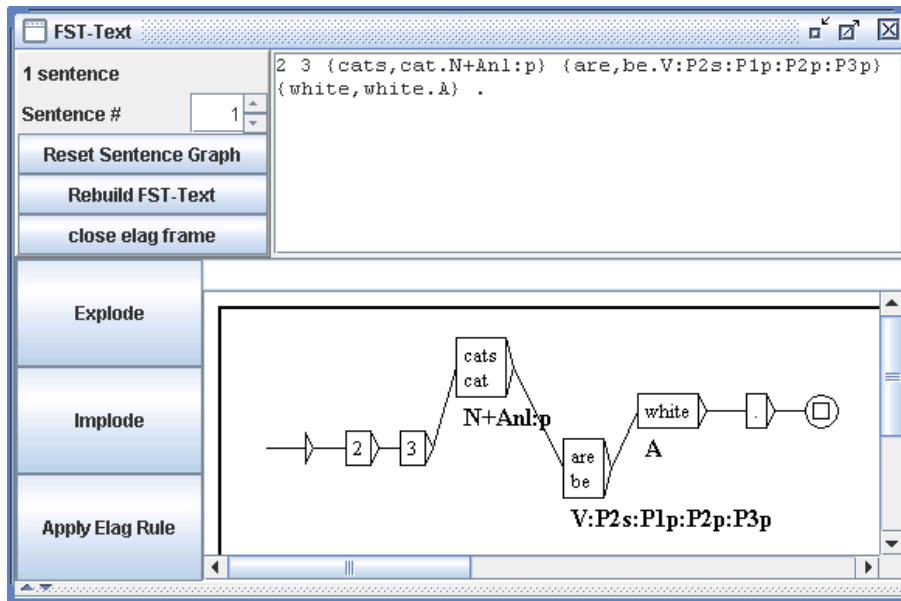 FST-Text
1 sentence
Sentence #
1
Reset Sentence Graph
Rebuild FST-Text
close elag frame
2 3 {cats,cat.N+Anl:p} {are,be.V:P2s:P1p:P2p:P3p}
{white,white.A} .
Explode
Implode
Apply Elag Rule
cats
cat
N+Anl:p
white
A
.
2
3
are
be
V:P2s:P1p:P2p:P3p